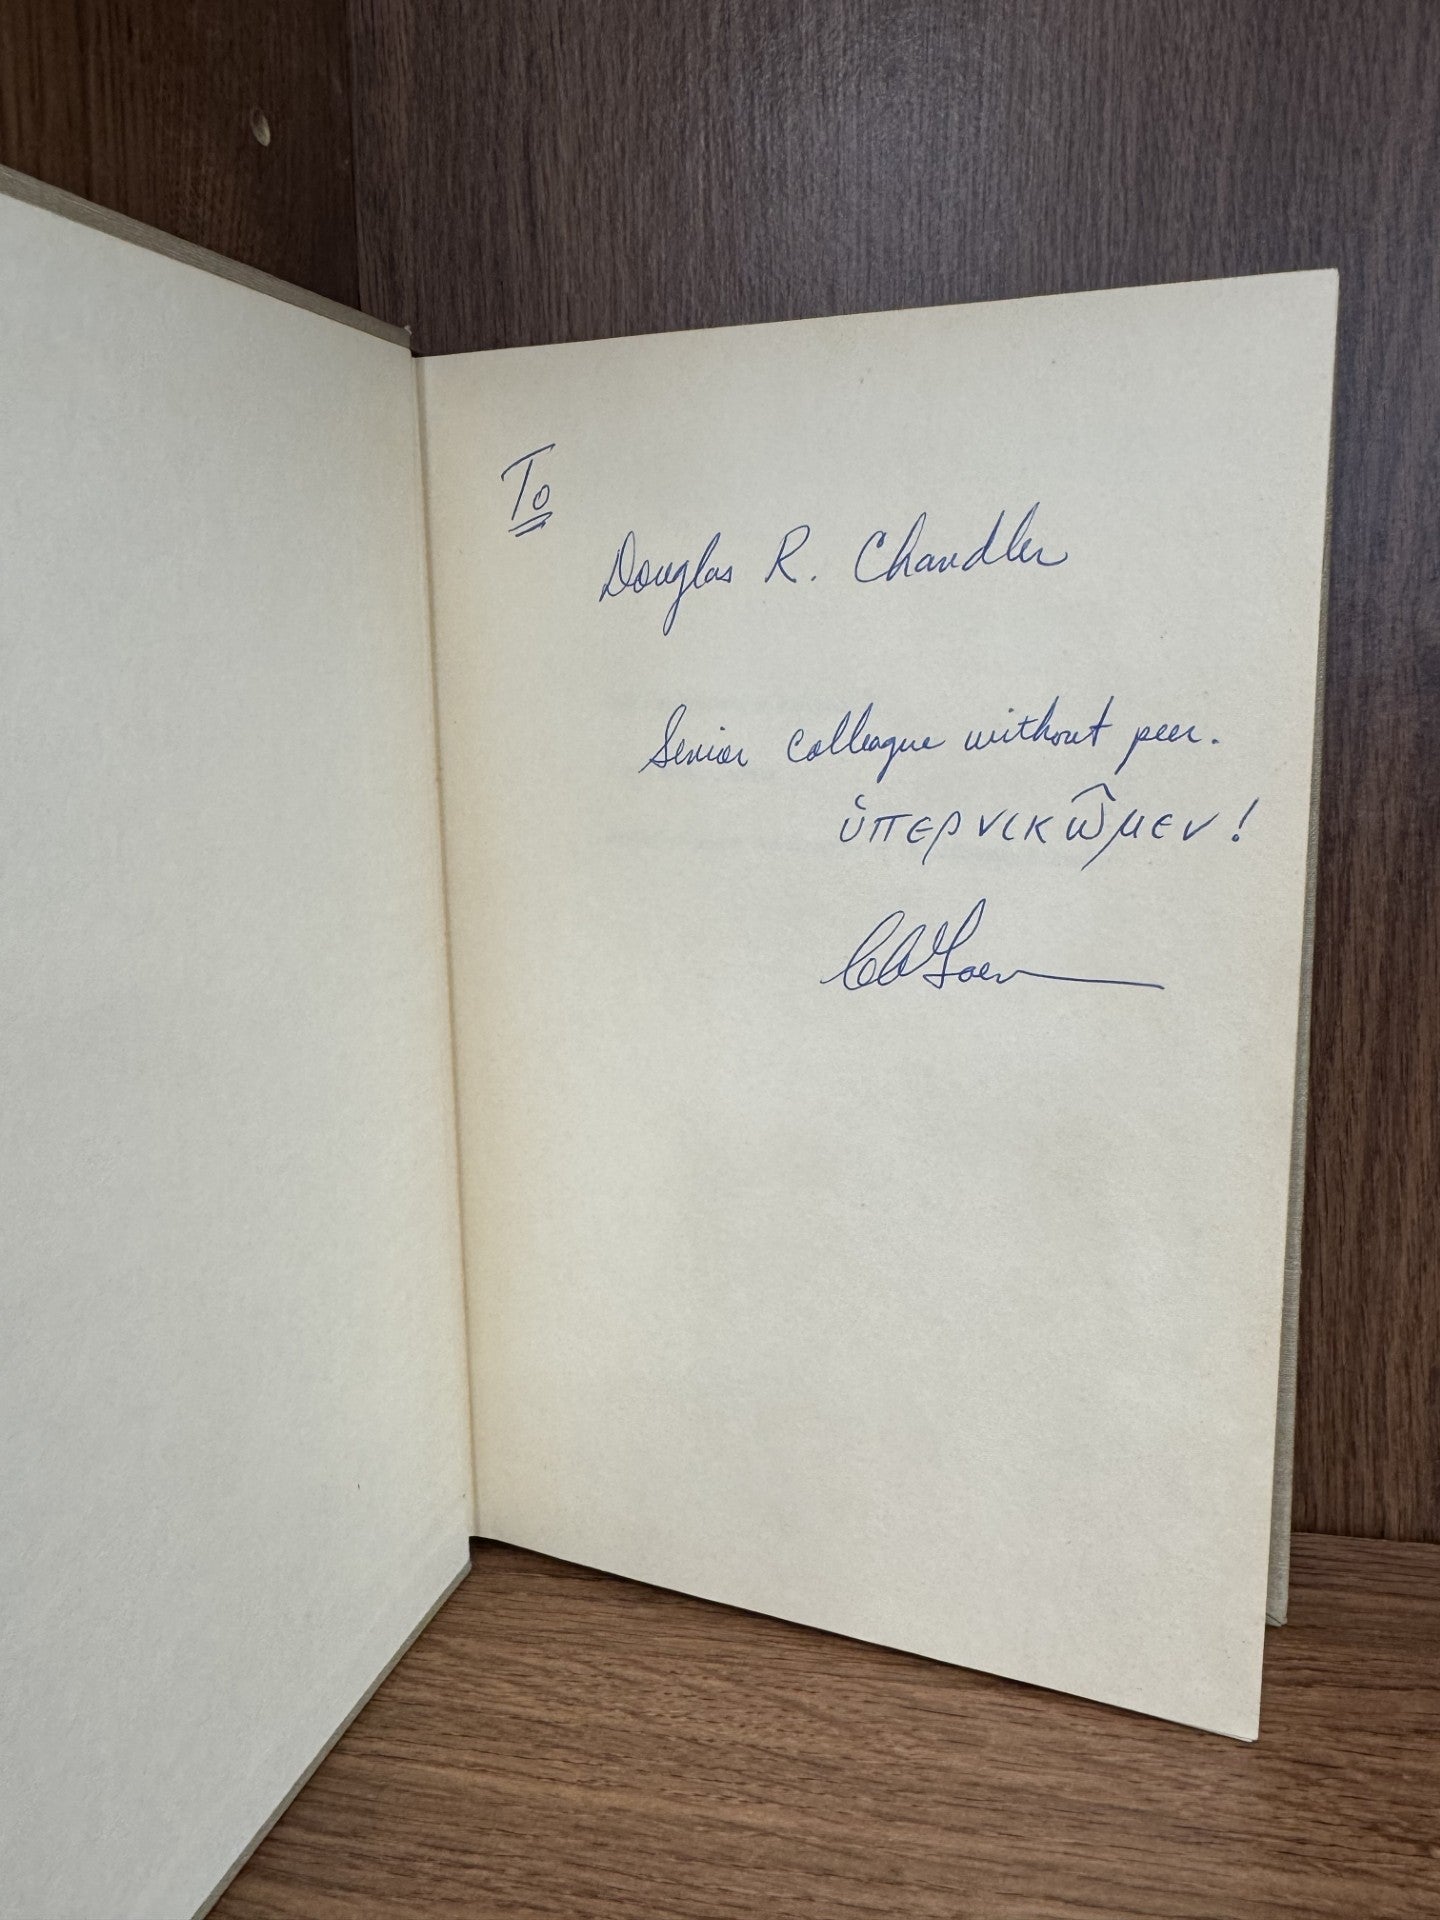 To
Douglas R. Chandler
Senior colleague without peer.
ὑπερνικῶμεν!